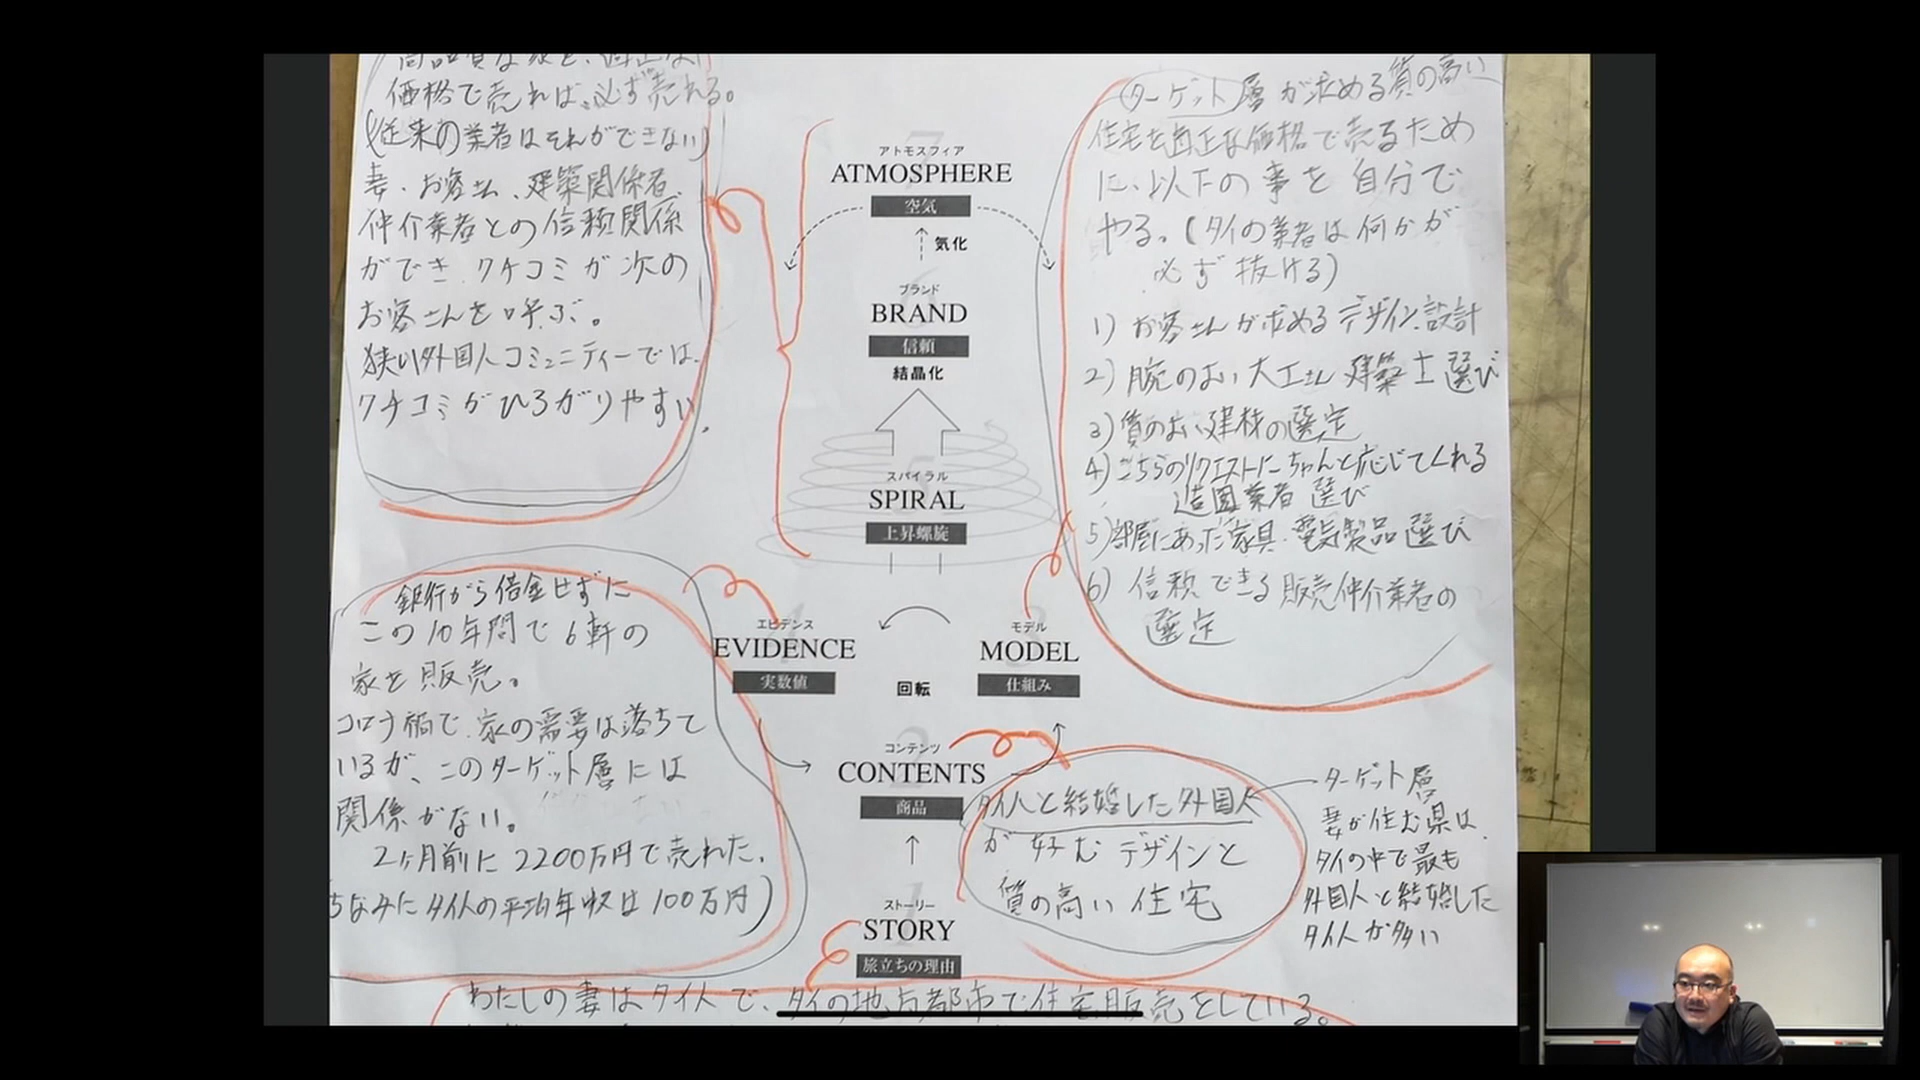 価格で売れば、必ず売れる。
(従来の業者はそれができない)
妻、お客さん、建築関係者、
仲介業者との信頼関係
ができ、クチコミが次の
お客さんを呼ぶ。
狭い外国人コミュニティーでは、
クチコミがひろがりやすい、
銀行から借金せずに
この10年間で6軒の
家を販売。
コロナ禍で、家の需要は落ちて
いるが、このターゲット層には
関係がない。
2ヶ月前に2200万円で売れた、
ちなみにタイ人の平均年収は100万円)
7
アトモスフィア
ATMOSPHERE
空気
気化
6
ブランド
BRAND
信頼
結晶化
5
スパイラル
SPIRAL
上昇螺旋
4
エビデンス
EVIDENCE
実数値
3
モデル
MODEL
仕組み
回転
2
コンテンツ
CONTENTS
商品
1
ストーリー
STORY
旅立ちの理由
ターゲット層が求める質の高い
住宅を適正な価格で売るため
に、以下の事を自分で
やる。(タイの業者は何かが
必ず抜ける)
1) お客さんが求めるデザイン、設計
2) 腕のよい大工さん 建築士選び
3) 質のよい建材の選定
4) こちらのリクエストにちゃんと応じてくれる
造園業者選び
5) 部屋にあった家具、電気製品選び
6) 信頼できる販売仲介業者の
選定
タイ人と結婚した外国人
が好むデザインと
質の高い住宅
ターゲット層
妻が住む県は、
タイの中で最も
外国人と結婚した
タイ人が多い
わたしの妻はタイ人で、タイの地方都市で住宅販売をしている。